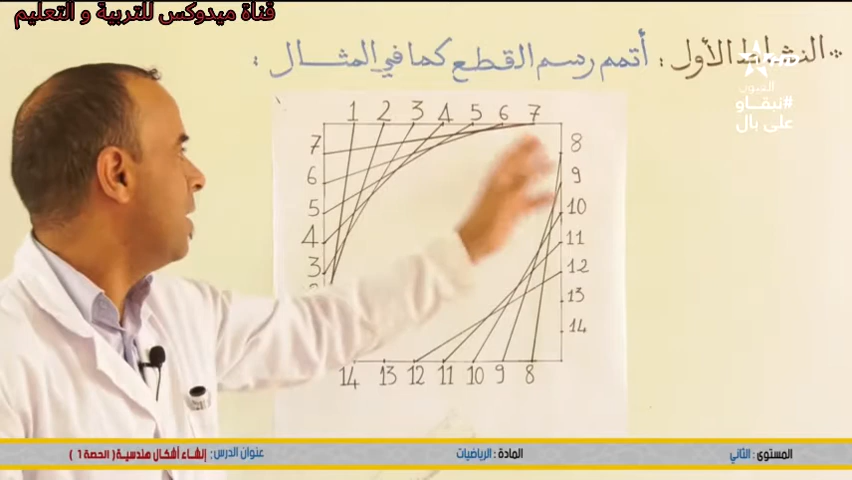 قناة ميدوكس للتربية و التعليم
النشاط الأول : أتمم رسم القطع كما في المثال :
العيون
#نبقاو
على بال
1 2 3 4 5 6 7
7 8
6 9
5 10
4 11
3 12
13
14
14 13 12 11 10 9 8
المستوى : الثاني المادة : الرياضيات عنوان الدرس : إنشاء أشكال هندسية ( الحصة 1 )